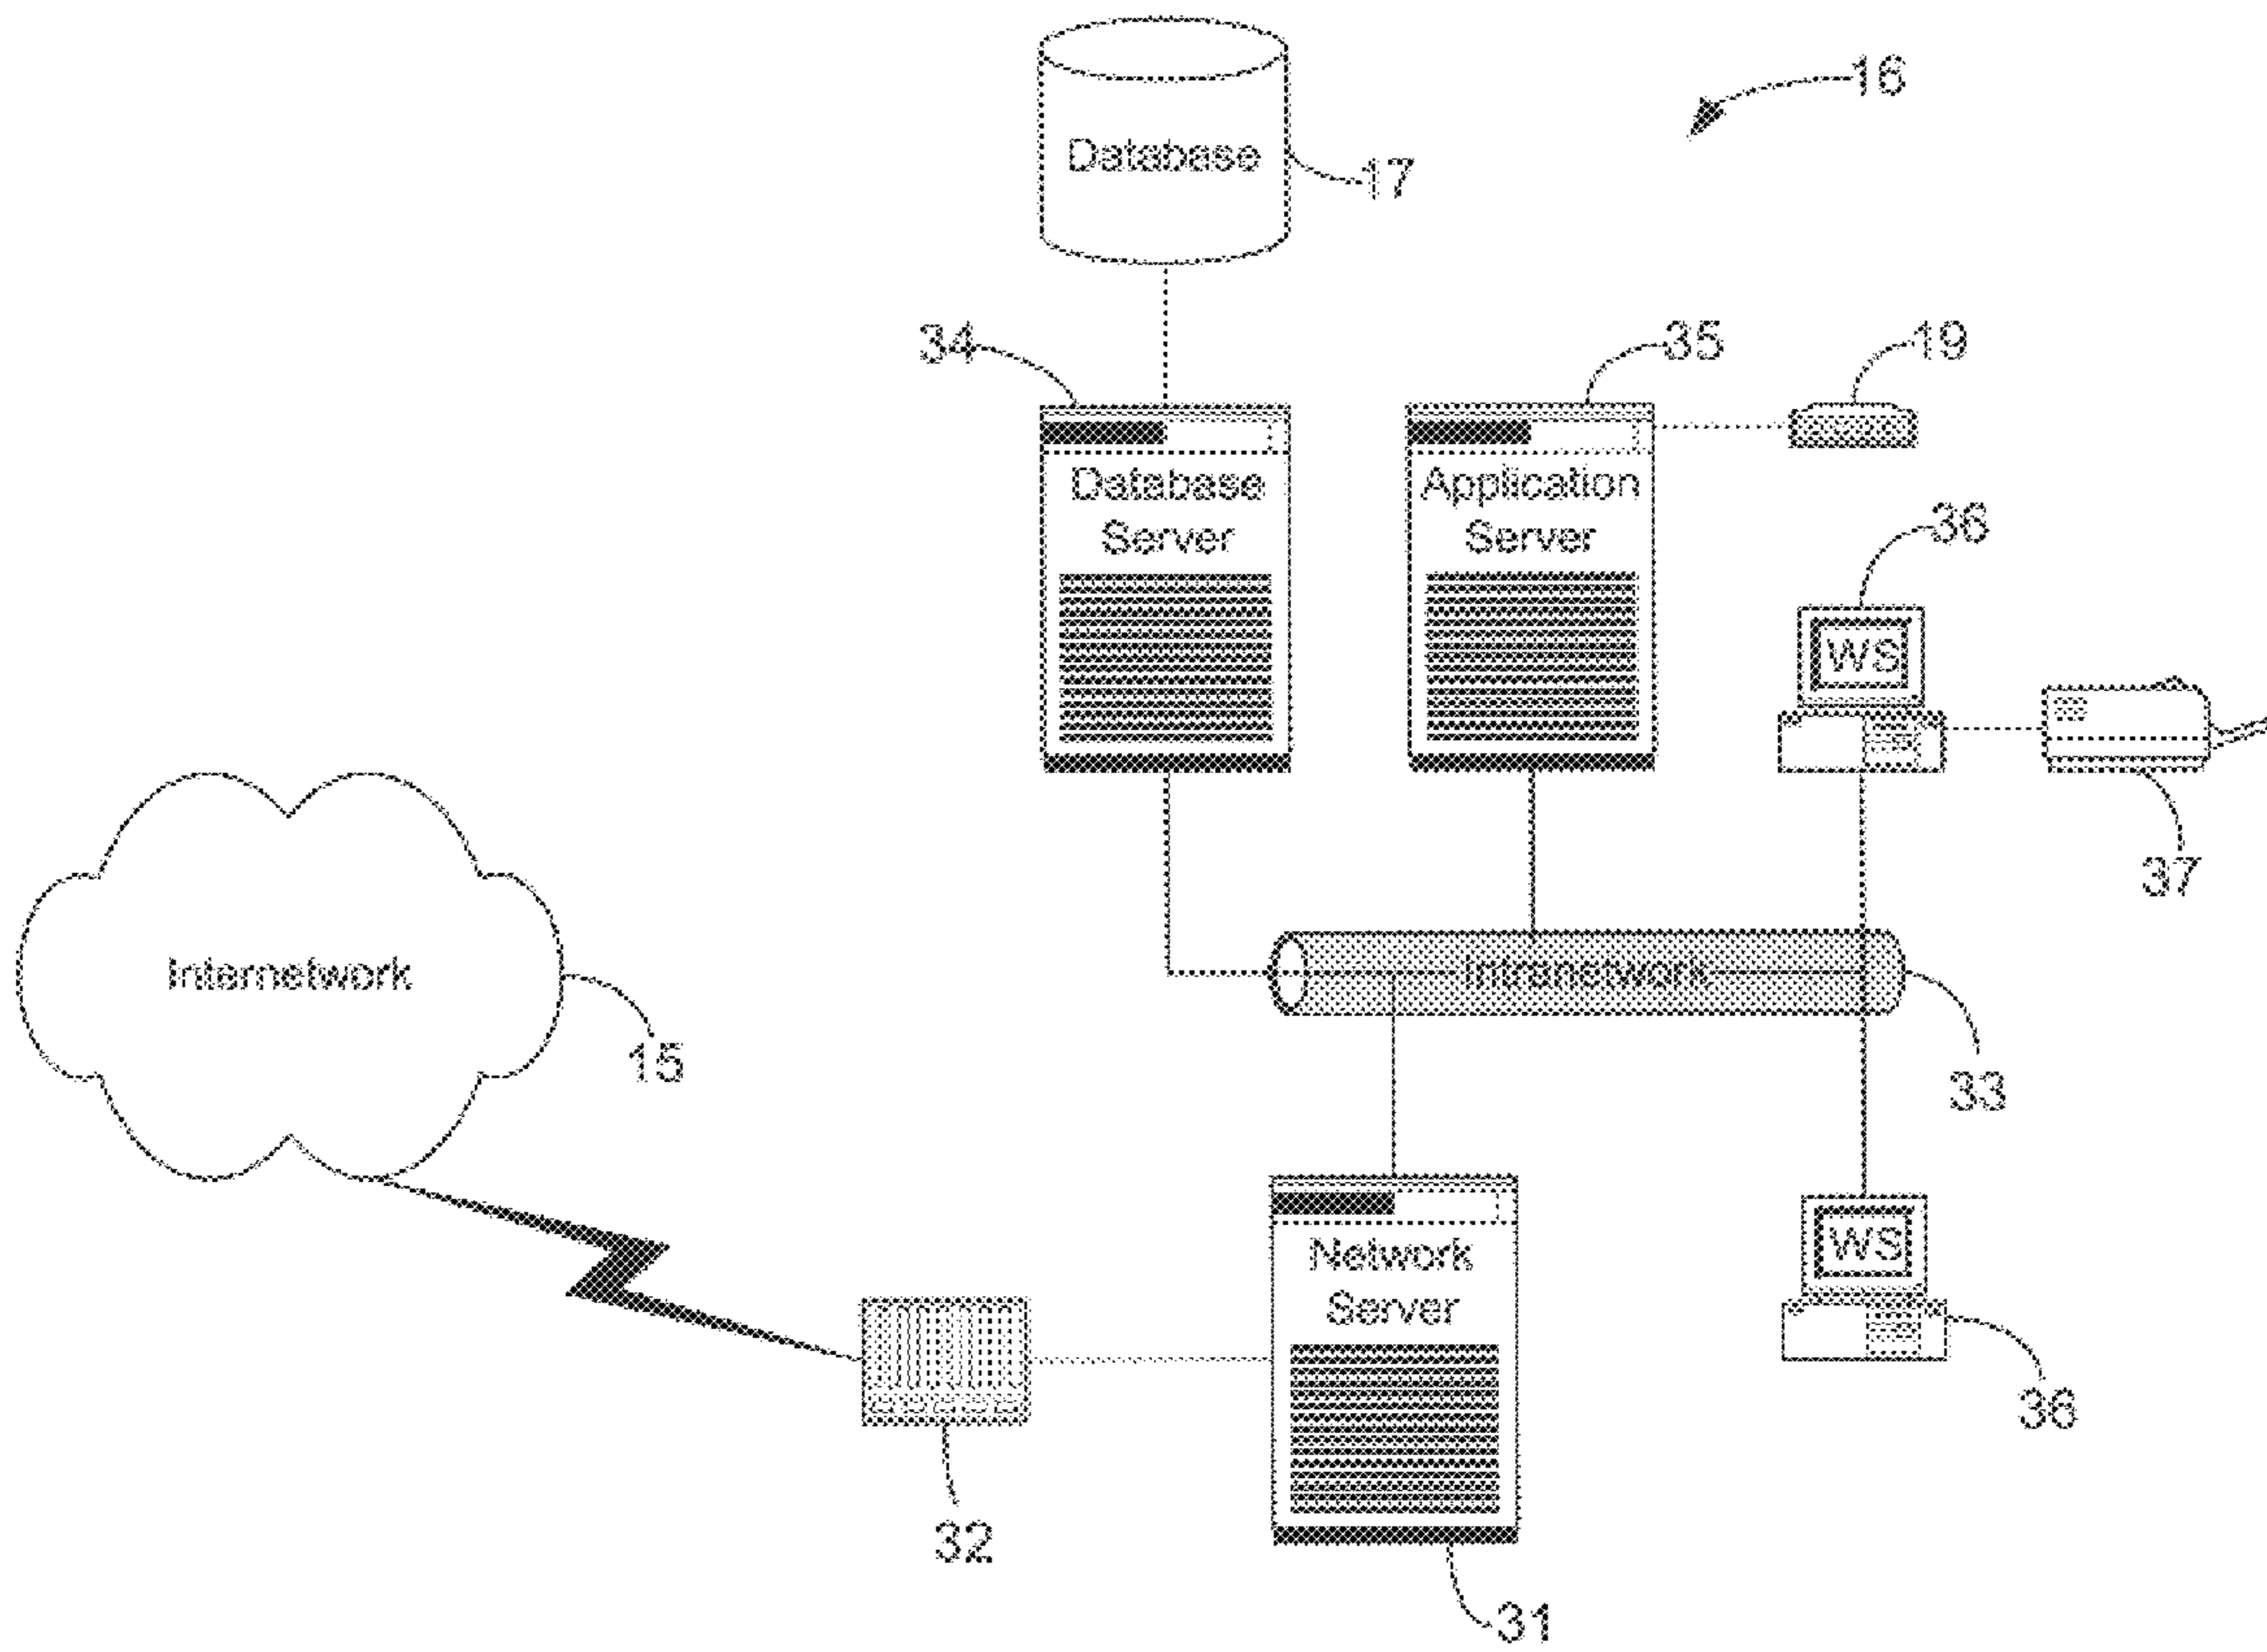 16
Database
17
34
35
19
Database
Server
Application
Server
36
WS
37
Internetwork
15
Intranetwork
33
Network
Server
WS
36
32
31